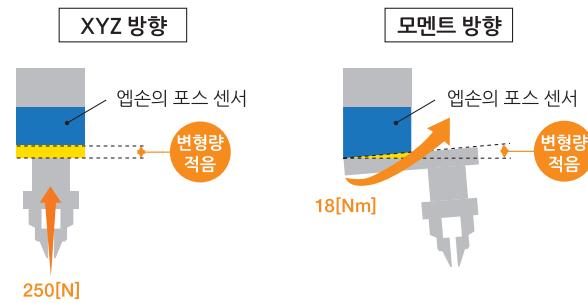 XYZ 방향
엡손의 포스 센서
변형량
적음
250[N]
모멘트 방향
엡손의 포스 센서
변형량
적음
18[Nm]